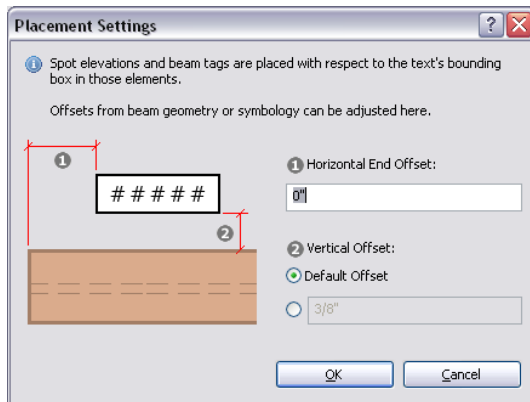 Placement Settings
Spot elevations and beam tags are placed with respect to the text's bounding
box in those elements.
Offsets from beam geometry or symbology can be adjusted here.
1
# # # # #
2
1 Horizontal End Offset:
0"
2 Vertical Offset:
Default Offset
3/8"
OK
Cancel